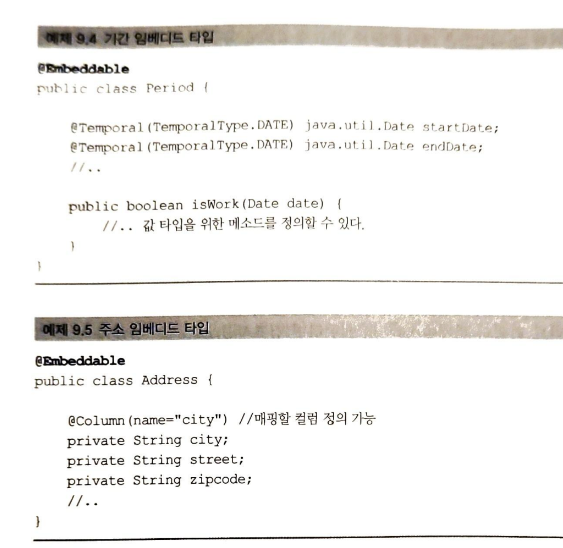 예제 9.4 기간 임베디드 타입
@Embeddable
public class Period {
@Temporal(TemporalType.DATE) java.util.Date startDate;
@Temporal(TemporalType.DATE) java.util.Date endDate;
//..
public boolean isWork(Date date) {
//.. 값 타입을 위한 메소드를 정의할 수 있다.
}
}
예제 9.5 주소 임베디드 타입
@Embeddable
public class Address {
@Column(name="city") //매핑할 컬럼 정의 가능
private String city;
private String street;
private String zipcode;
//..
}